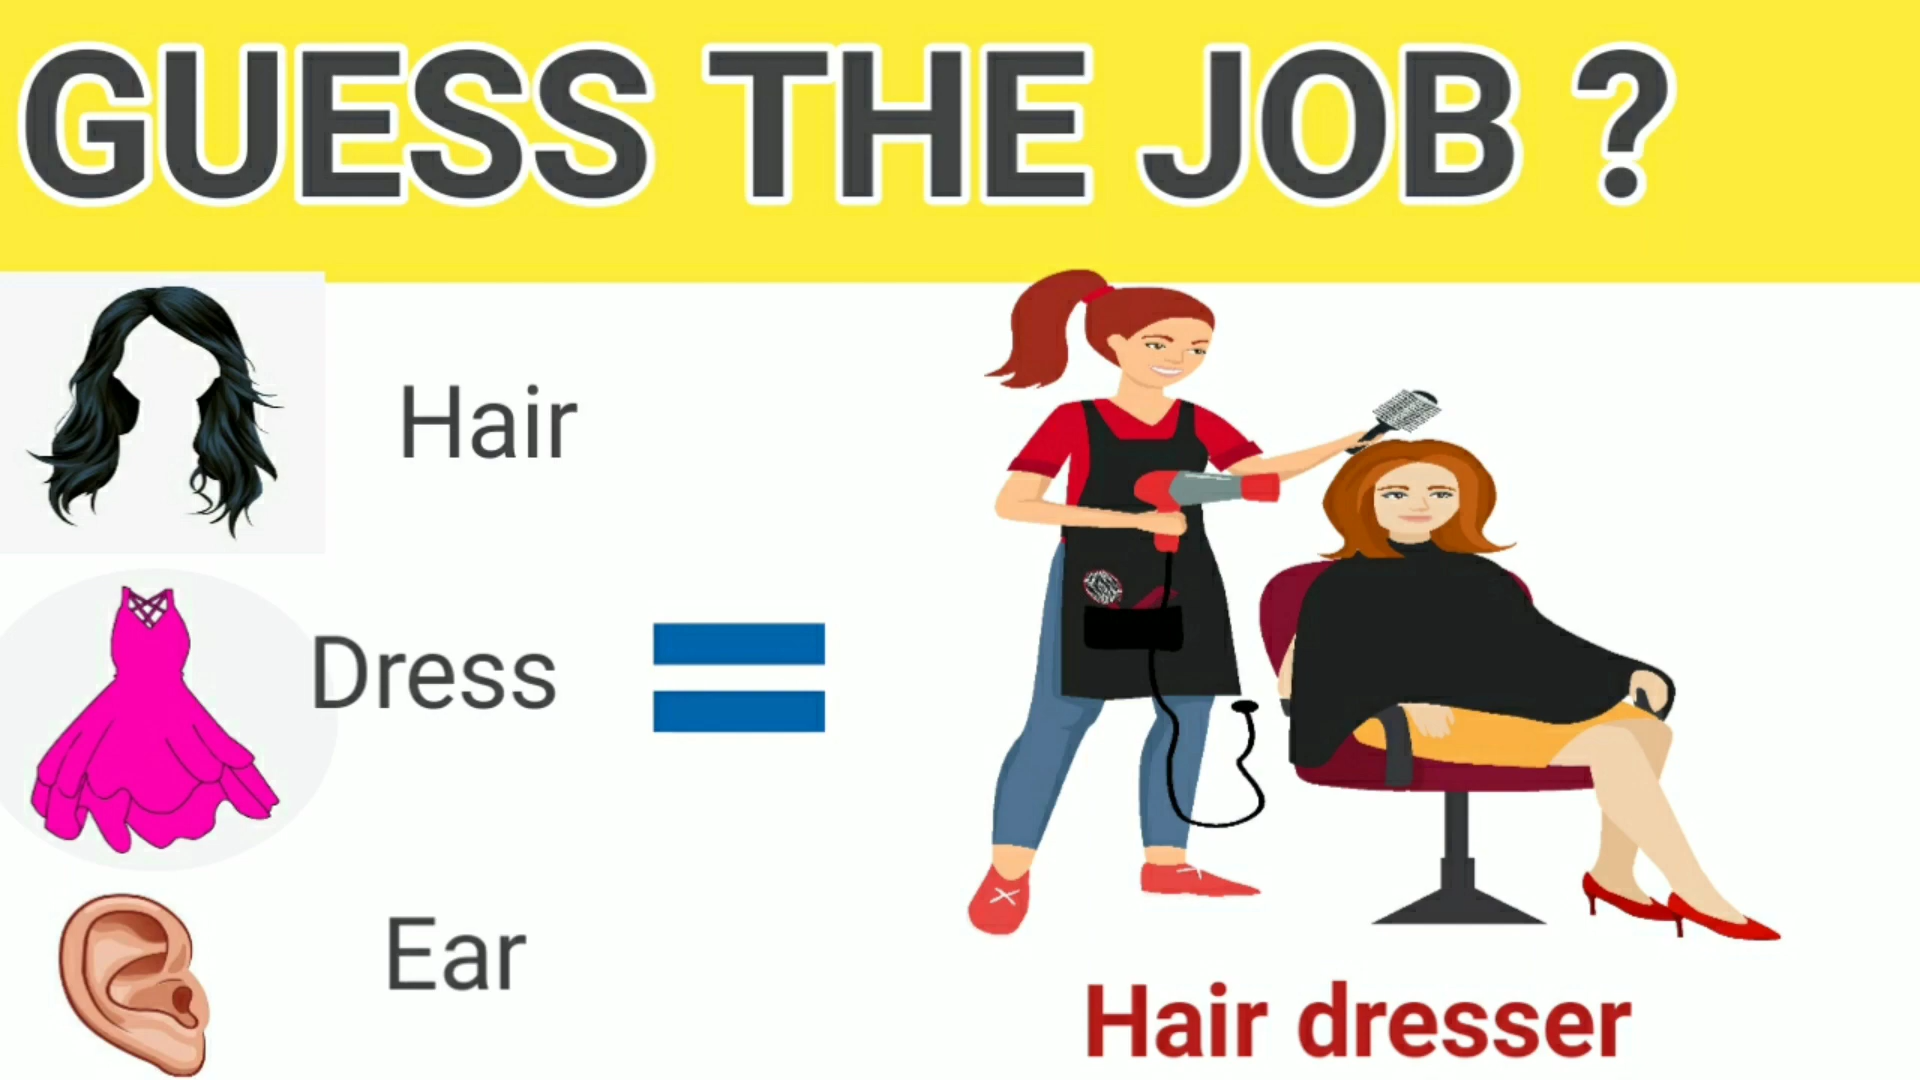 GUESS THE JOB ?
Hair
Dress
Ear
Hair dresser